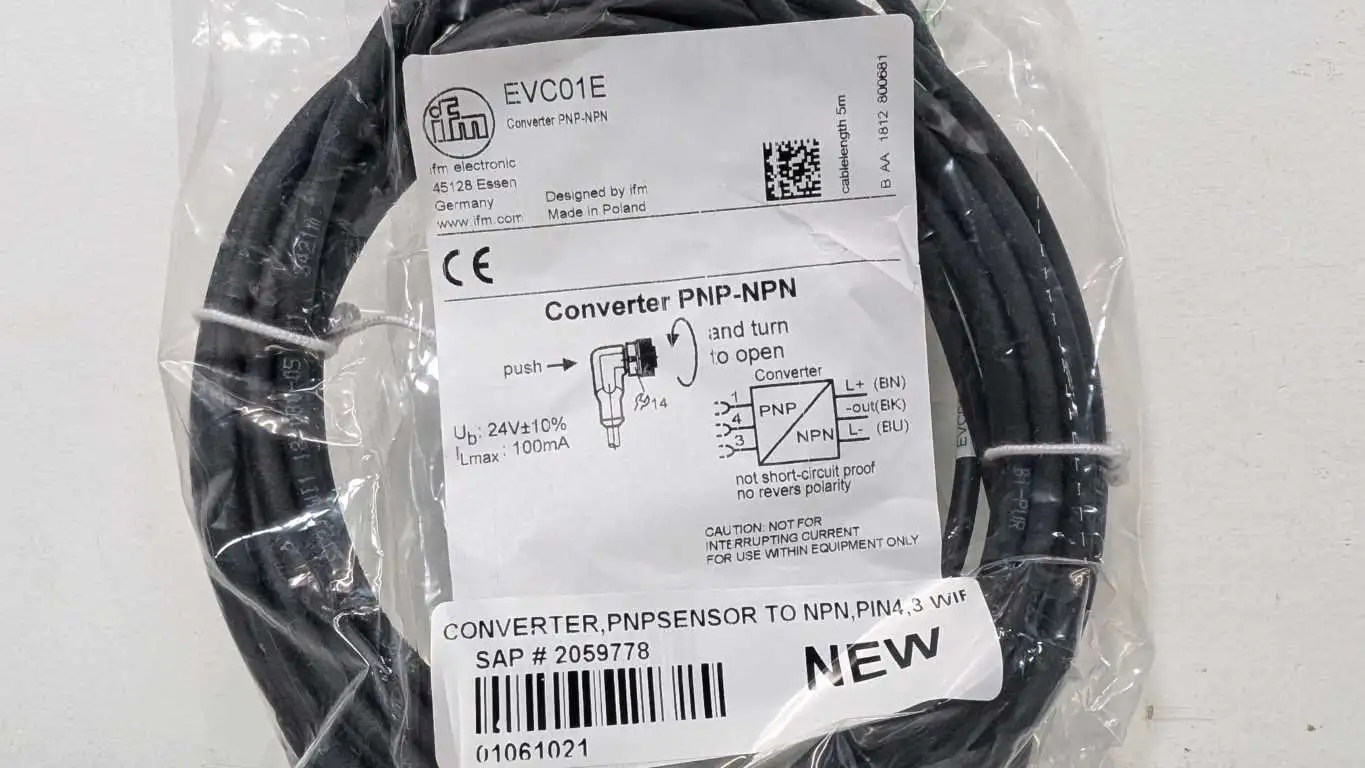 ifm
EVC01E
Converter PNP-NPN
ifm electronic
45128 Essen
Germany
www.ifm.com
Designed by ifm
Made in Poland
cablelength 5m
B AA 1812 800681
CE
Converter PNP-NPN
push
and turn
to open
14
Ub: 24V±10%
ILmax: 100mA
Converter
1
4
3
PNP
NPN
L+ (BN)
-out(BK)
L- (BU)
not short-circuit proof
no revers polarity
CAUTION: NOT FOR
INTERRUPTING CURRENT
FOR USE WITHIN EQUIPMENT ONLY
CONVERTER,PNPSENSOR TO NPN,PIN4,3
SAP # 2059778
NEW
01061021